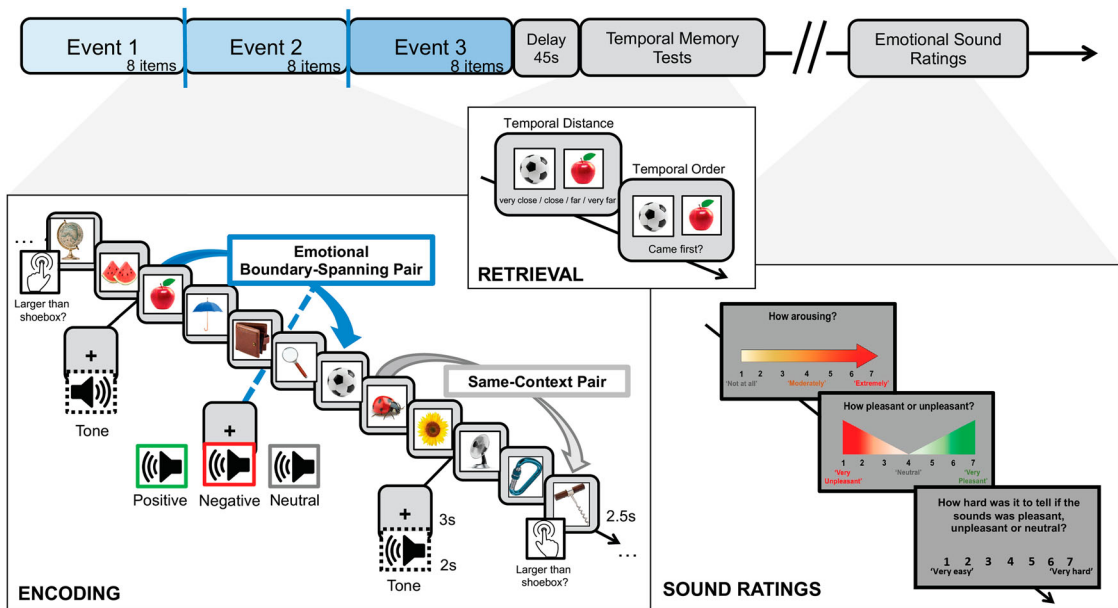 Event 1
8 items
Event 2
8 items
Event 3
8 items
Delay
45s
Temporal Memory
Tests
Emotional Sound
Ratings
Temporal Distance
very close / close / far / very far
Temporal Order
Came first?
RETRIEVAL
...
Larger than
shoebox?
+
Tone
Emotional
Boundary-Spanning Pair
Same-Context Pair
+
Positive
Negative
Neutral
+
3s
2s
Tone
2.5s
...
Larger than
shoebox?
ENCODING
How arousing?
1 2 3 4 5 6 7
'Not at all' 'Moderately' 'Extremely'
How pleasant or unpleasant?
1 2 3 4 5 6 7
'Very 'Neutral' 'Very
Unpleasant' Pleasant'
How hard was it to tell if the
sounds was pleasant,
unpleasant or neutral?
1 2 3 4 5 6 7
'Very easy' 'Very hard'
SOUND RATINGS